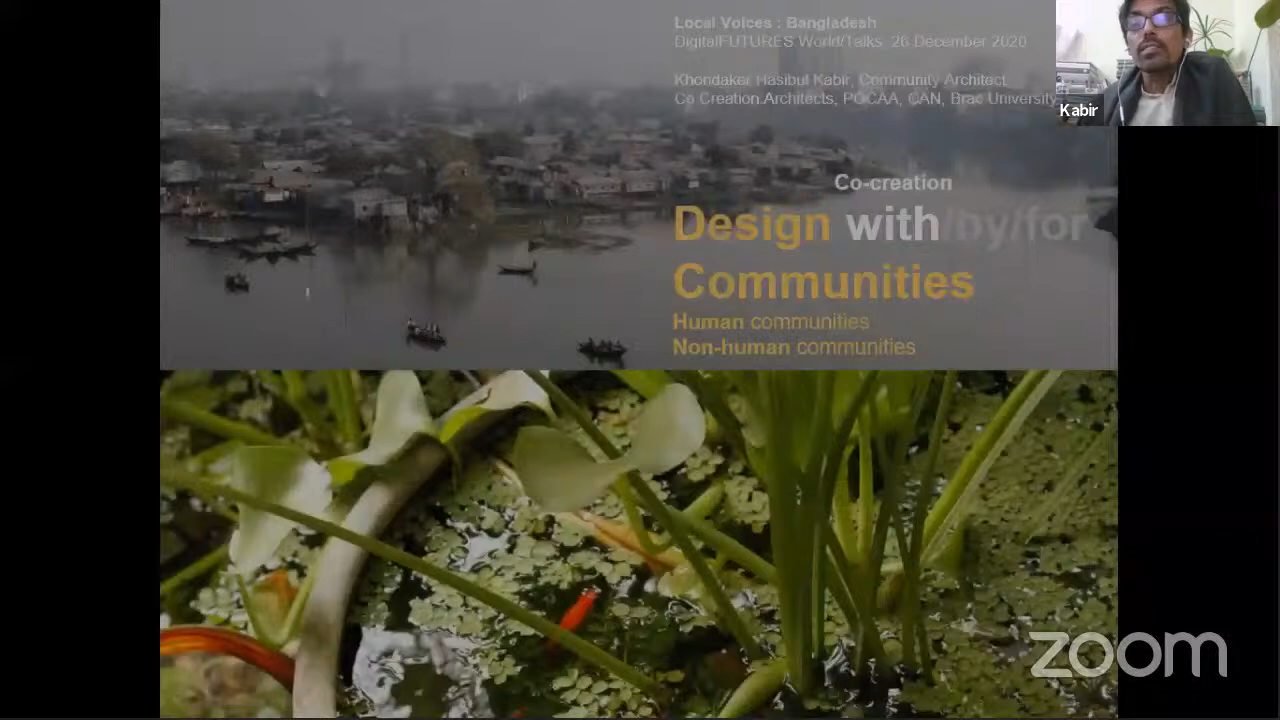 Local Voices : Bangladesh
DigitalFUTURES World/Talks 26 December 2020
Khondaker Hasibul Kabir, Community Architect
Co Creation.Architects, POCAA, CAN, Brac University
Kabir
Co-creation
Design with/by/for
Communities
Human communities
Non-human communities
zoom